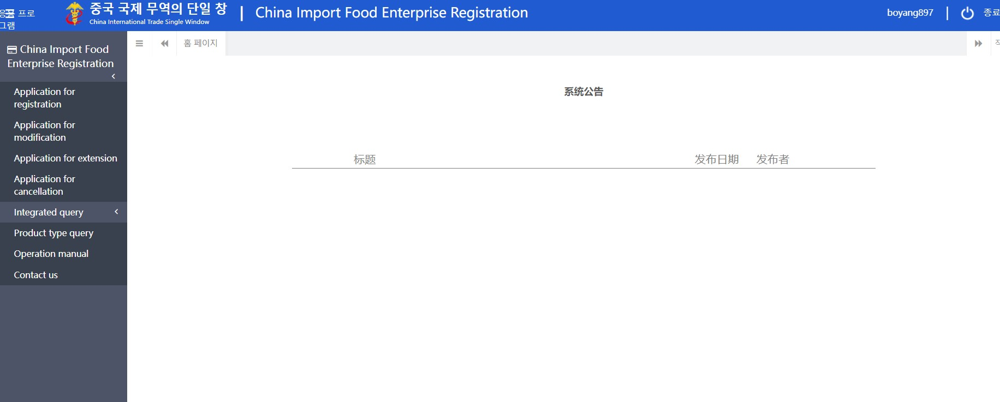 응용 프로
그램
중국 국제 무역의 단일 창
China International Trade Single Window
China Import Food Enterprise Registration
boyang897
종료
China Import Food
Enterprise Registration
홈 페이지
Application for
registration
Application for
modification
Application for extension
Application for
cancellation
Integrated query
Product type query
Operation manual
Contact us
系统公告
标题 发布日期 发布者